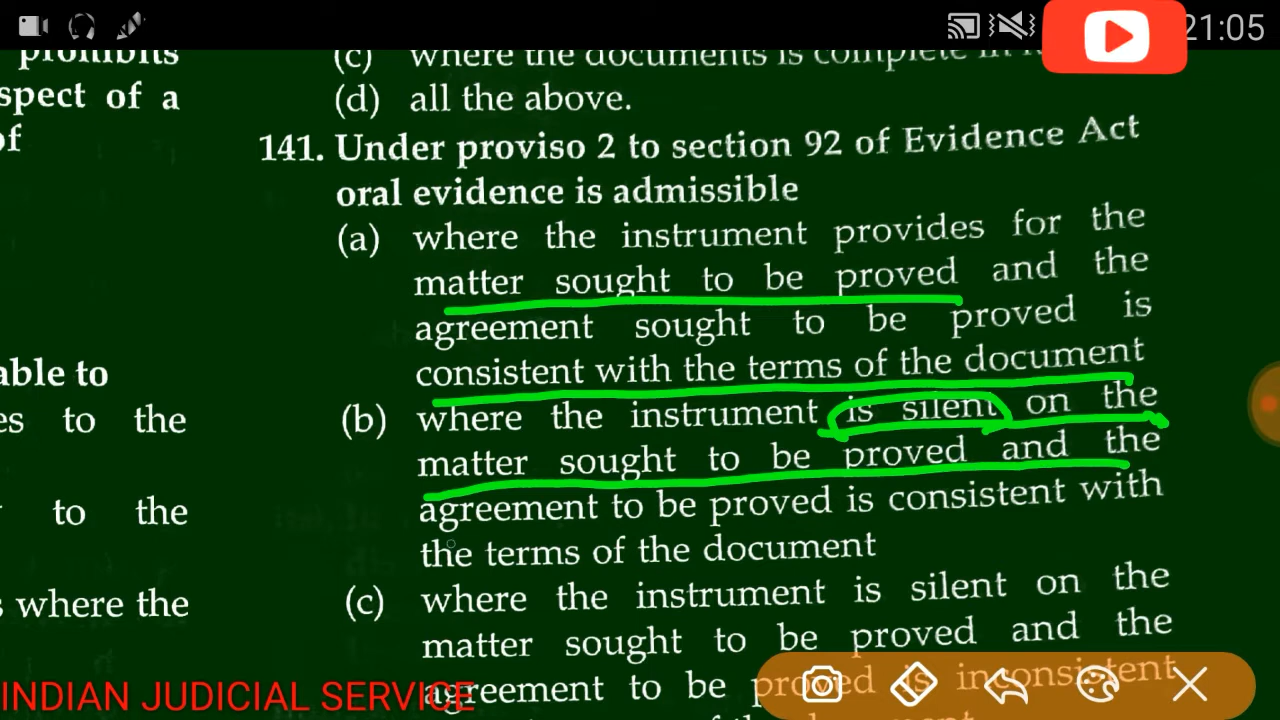 21:05
prohibits
spect of a
of
able to
es to the
to the
s where the
(c) where the documents is complete in
(d) all the above.
141. Under proviso 2 to section 92 of Evidence Act
oral evidence is admissible
(a) where the instrument provides for the
matter sought to be proved and the
agreement sought to be proved is
consistent with the terms of the document
(b) where the instrument is silent on the
matter sought to be proved and the
agreement to be proved is consistent with
the terms of the document
(c) where the instrument is silent on the
matter sought to be proved and the
agreement to be proved is inconsistent
INDIAN JUDICIAL SERVICE